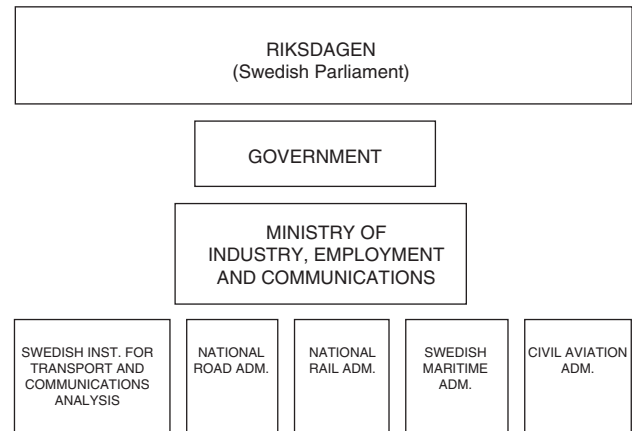 RIKSDAGEN
(Swedish Parliament)
GOVERNMENT
MINISTRY OF
INDUSTRY, EMPLOYMENT
AND COMMUNICATIONS
SWEDISH INST. FOR
TRANSPORT AND
COMMUNICATIONS
ANALYSIS
NATIONAL
ROAD ADM.
NATIONAL
RAIL ADM.
SWEDISH
MARITIME
ADM.
CIVIL AVIATION
ADM.